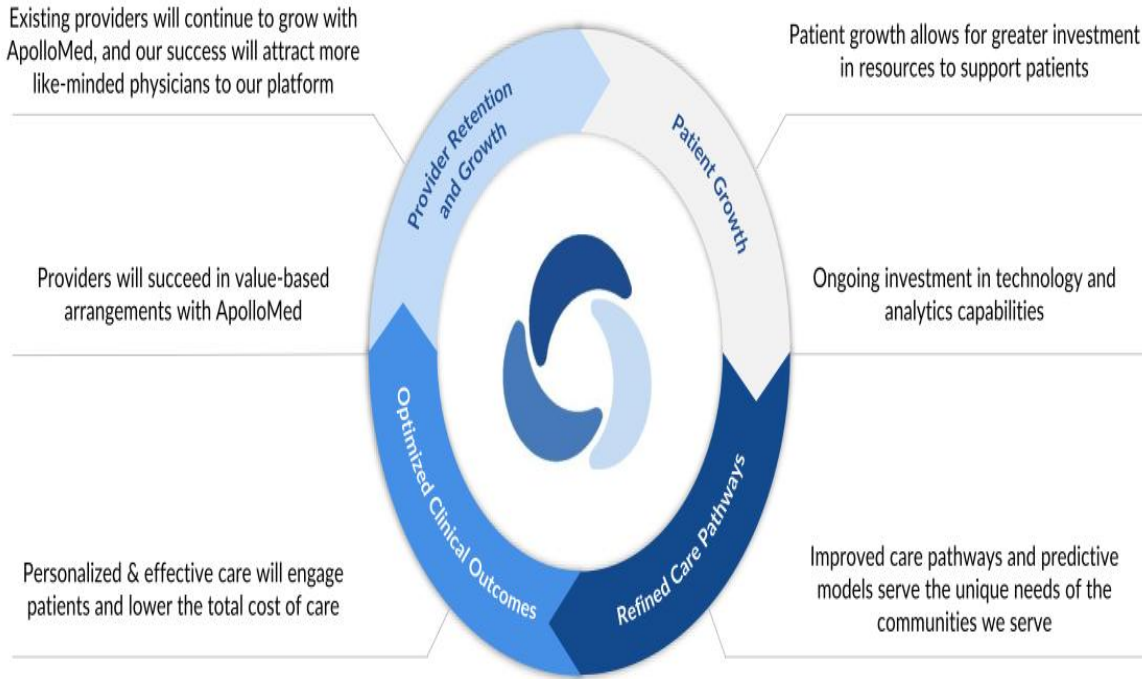 Existing providers will continue to grow with
ApolloMed, and our success will attract more
like-minded physicians to our platform
Patient growth allows for greater investment
in resources to support patients
Provider Retention
and Growth
Patient Growth
Providers will succeed in value-based
arrangements with ApolloMed
Ongoing investment in technology and
analytics capabilities
Optimized Clinical Outcomes
Refined Care Pathways
Personalized & effective care will engage
patients and lower the total cost of care
Improved care pathways and predictive
models serve the unique needs of the
communities we serve